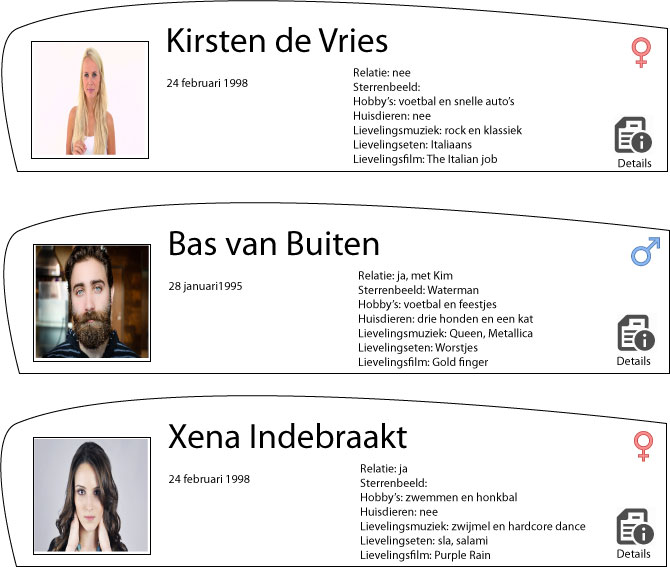 Kirsten de Vries
24 februari 1998
Relatie: nee
Sterrenbeeld:
Hobby's: voetbal en snelle auto's
Huisdieren: nee
Lievelingsmuziek: rock en klassiek
Lievelingseten: Italiaans
Lievelingsfilm: The Italian job
Details
Bas van Buiten
28 januari1995
Relatie: ja, met Kim
Sterrenbeeld: Waterman
Hobby's: voetbal en feestjes
Huisdieren: drie honden en een kat
Lievelingsmuziek: Queen, Metallica
Lievelingseten: Worstjes
Lievelingsfilm: Gold finger
Details
Xena Indebraakt
24 februari 1998
Relatie: ja
Sterrenbeeld:
Hobby's: zwemmen en honkbal
Huisdieren: nee
Lievelingsmuziek: zwijmel en hardcore dance
Lievelingseten: sla, salami
Lievelingsfilm: Purple Rain
Details